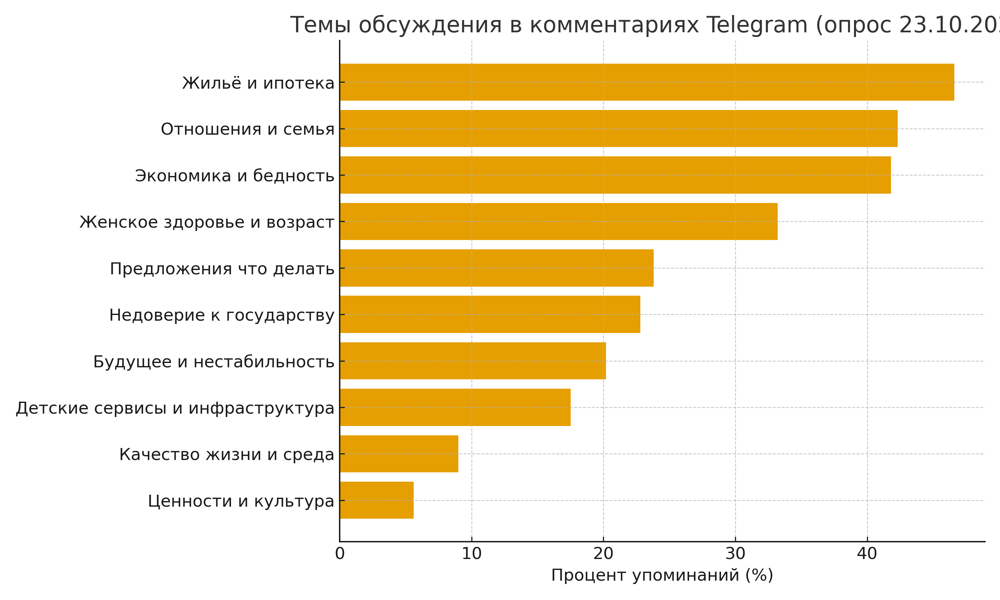 Темы обсуждения в комментариях Telegram (опрос 23.10.202
Жильё и ипотека
Отношения и семья
Экономика и бедность
Женское здоровье и возраст
Предложения что делать
Недоверие к государству
Будущее и нестабильность
Детские сервисы и инфраструктура
Качество жизни и среда
Ценности и культура
0 10 20 30 40
Процент упоминаний (%)